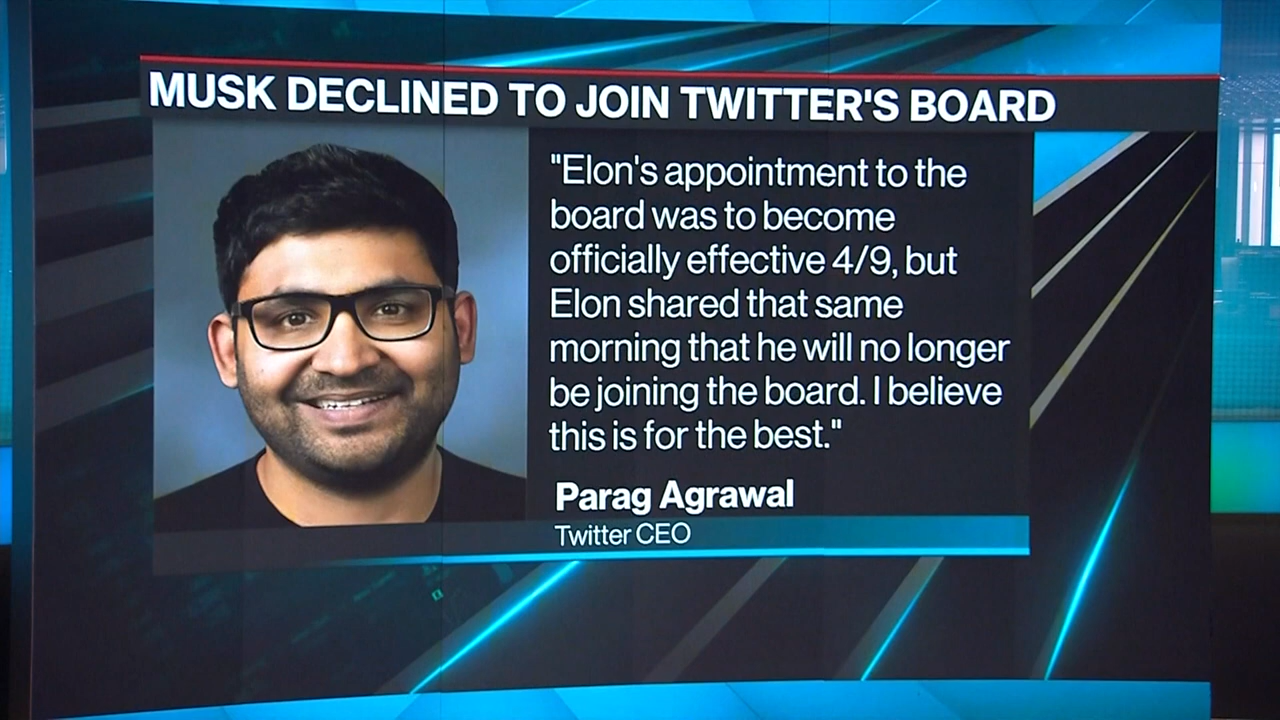 MUSK DECLINED TO JOIN TWITTER'S BOARD
"Elon's appointment to the
board was to become
officially effective 4/9, but
Elon shared that same
morning that he will no longer
be joining the board. I believe
this is for the best."
Parag Agrawal
Twitter CEO